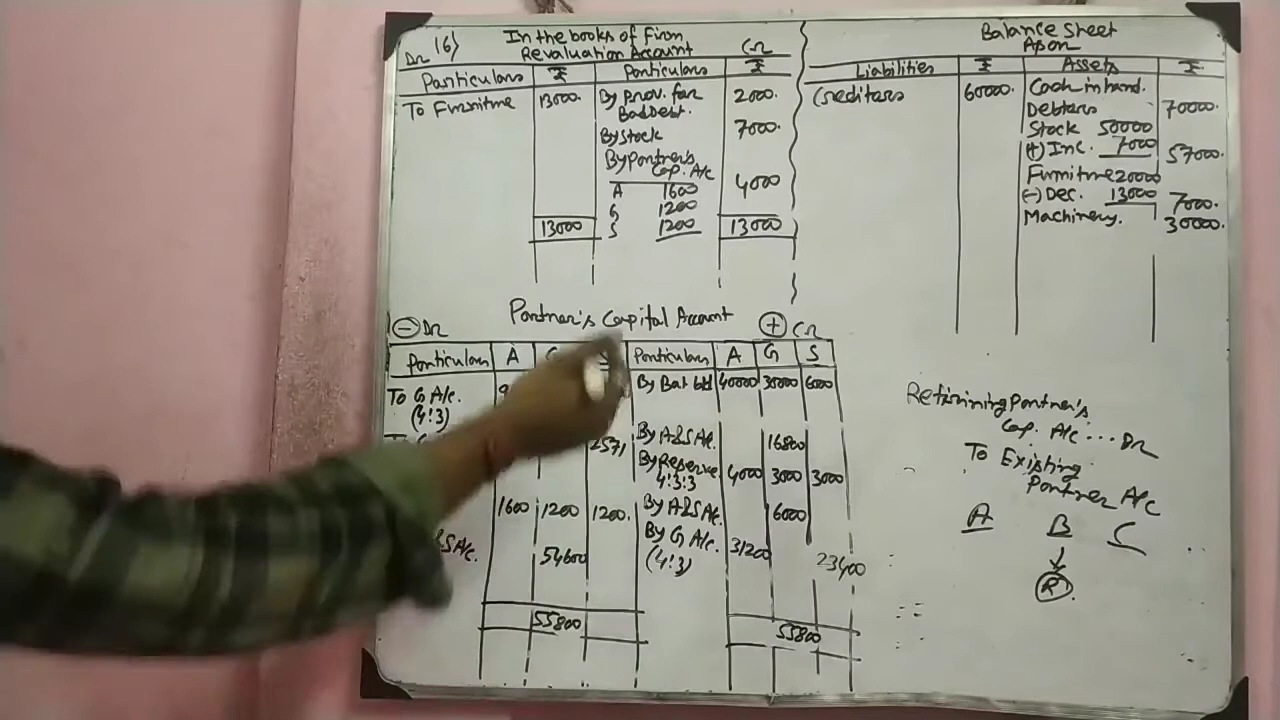 16)
In the books of Firm
Dr Revaluation Account Cr
Particulars ₹ Particulars ₹
To Furniture 13000. By prov. for 2000.
Bad Debt.
By Stock 7000.
By Partner's
Cap. A/c 4000
A 1600
G 1200
13000 S 1200 13000
Partner's Capital Account
(-) Dr (+) Cr
Particulars A Particulars A G S
To G A/c. By Bal b/d 40000 30000 6000
(4:3)
2571 By A&S A/c. 16800
By Reserve 4000 3000 3000
4:3:3
1600 1200 1200. By A&S A/c. 6000
&S A/c. 54600 By G A/c. 31200 23400
(4:3)
55800 55800
Balance Sheet
As on
Liabilities ₹ Assets ₹
Creditors 60000. Cash in hand.
Debtors 70000.
Stock 50000
(+) Inc. 7000 57000.
Furniture 20000
(-) Dec. 13000 7000.
Machinery. 30000.
Retirining Partner's
Cap. A/c ... Dr
To Existing
Partner A/c
A B C
R